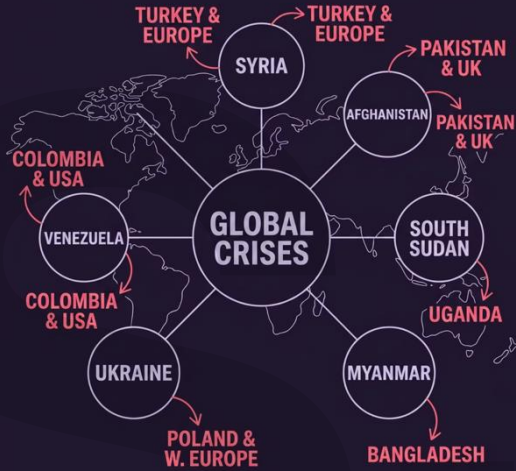 TURKEY &
EUROPE
TURKEY &
EUROPE
SYRIA
PAKISTAN
& UK
AFGHANISTAN
PAKISTAN
& UK
COLOMBIA
& USA
VENEZUELA
GLOBAL
CRISES
SOUTH
SUDAN
COLOMBIA
& USA
UGANDA
UKRAINE
MYANMAR
POLAND &
W. EUROPE
BANGLADESH